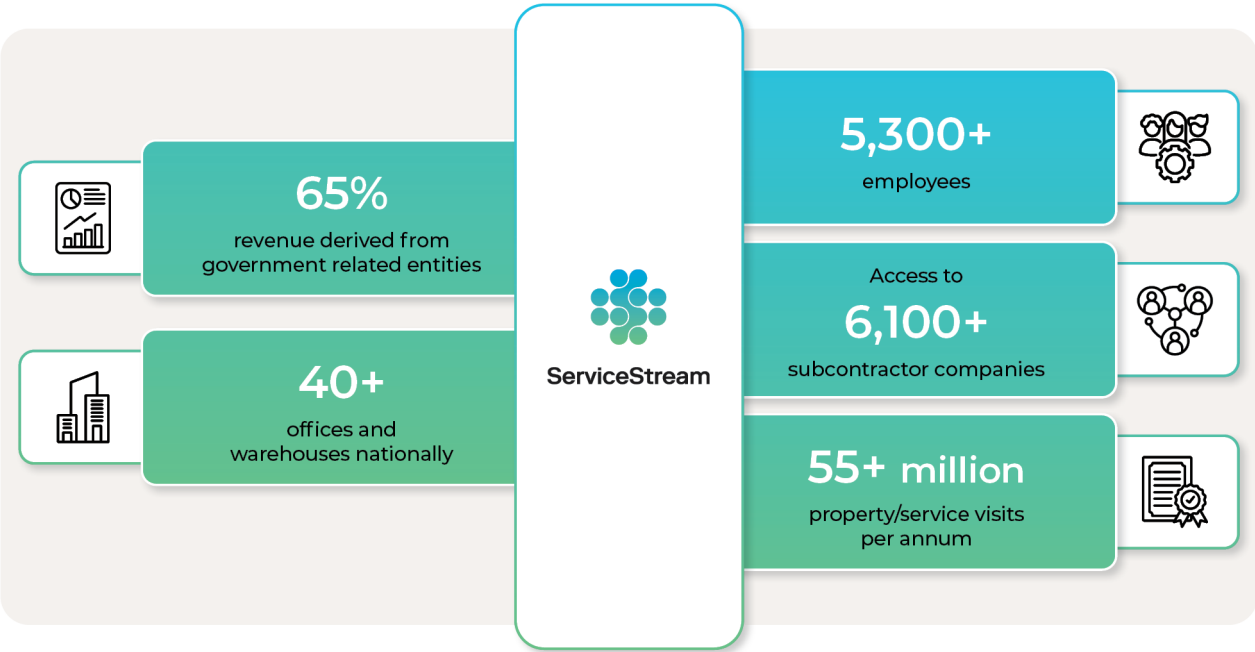 65%
revenue derived from
government related entities
40+
offices and
warehouses nationally
ServiceStream
5,300+
employees
Access to
6,100+
subcontractor companies
55+ million
property/service visits
per annum